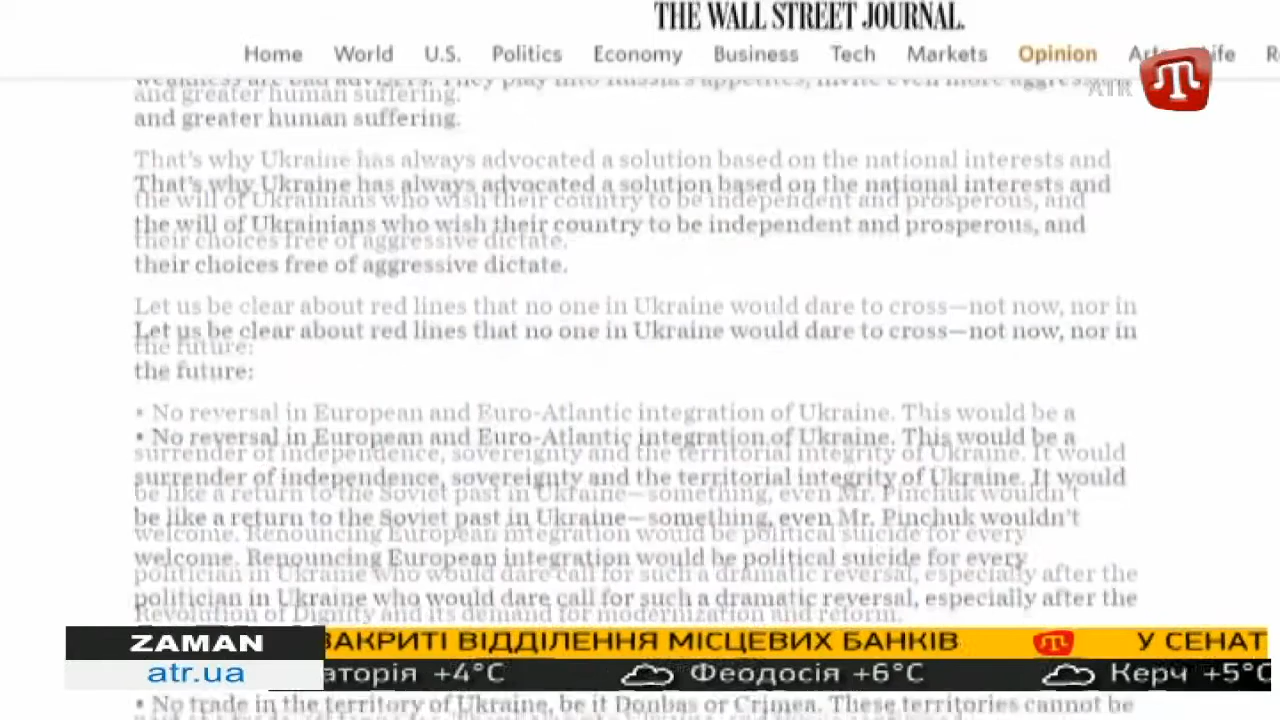 THE WALL STREET JOURNAL.
Home World U.S. Politics Economy Business Tech Markets Opinion
ATR
and greater human suffering.
That's why Ukraine has always advocated a solution based on the national interests and
the will of Ukrainians who wish their country to be independent and prosperous, and
their choices free of aggressive dictate.
Let us be clear about red lines that no one in Ukraine would dare to cross—not now, nor in
the future:
• No reversal in European and Euro-Atlantic integration of Ukraine. This would be a
surrender of independence, sovereignty and the territorial integrity of Ukraine. It would
be like a return to the Soviet past in Ukraine—something, even Mr. Pinchuk wouldn't
welcome. Renouncing European integration would be political suicide for every
politician in Ukraine who would dare call for such a dramatic reversal, especially after the
Revolution of Dignity and its demand for modernization and reform.
ZAMAN
ЗАКРИТІ ВІДДІЛЕННЯ МІСЦЕВИХ БАНКІВ У СЕНАТ
atr.ua
аторія +4°C Феодосія +6°C Керч +5°C
• No trade in the territory of Ukraine, be it Donbas or Crimea. These territories cannot be